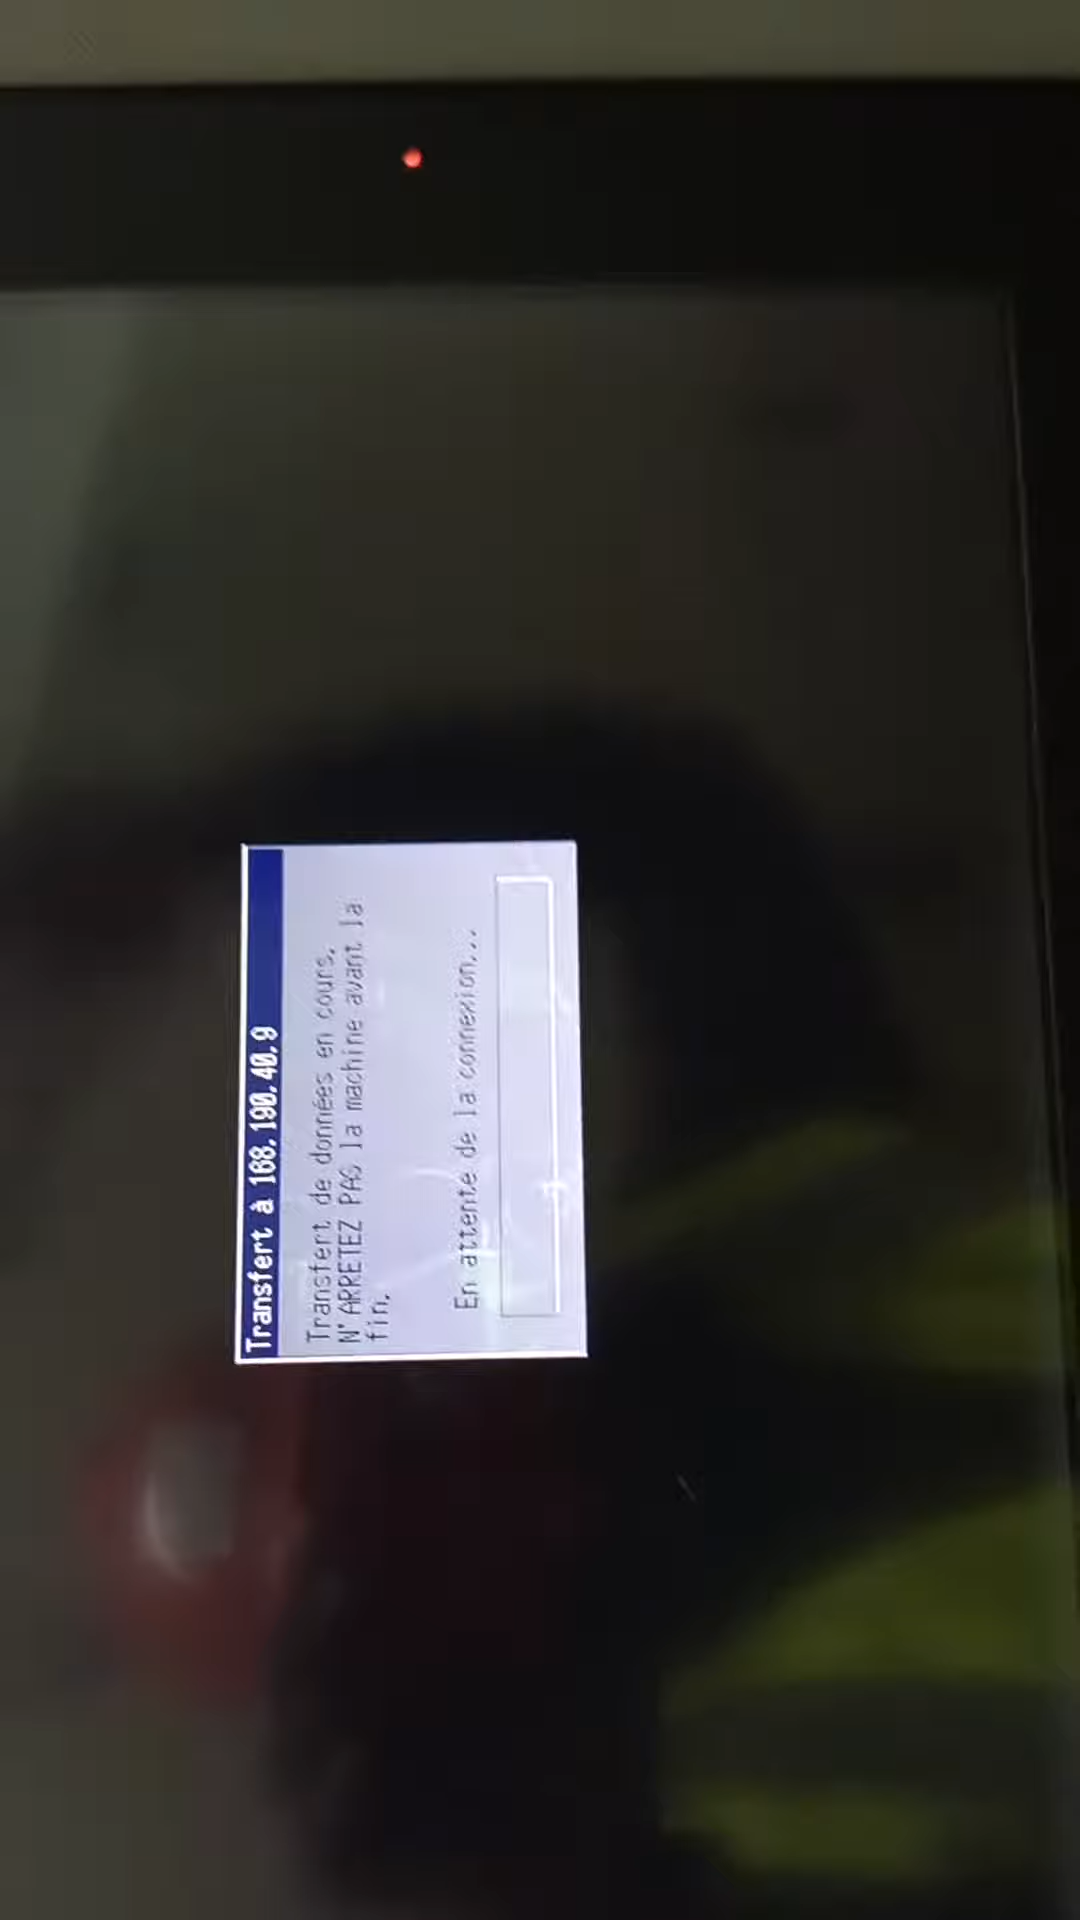 Transfert à 168.190.40.9
Transfert de données en cours.
N'ARRETEZ PAS la machine avant la
fin.
En attente de la connexion...